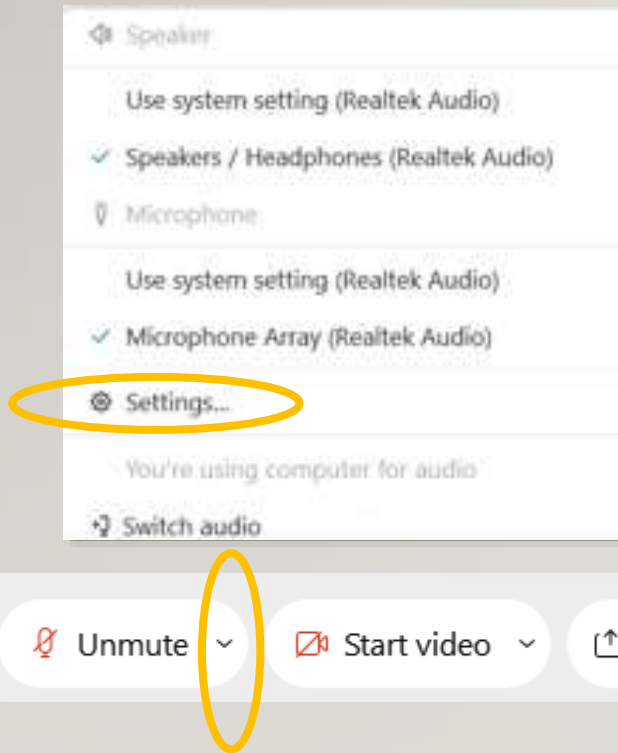 Speaker
Use system setting (Realtek Audio)
Speakers / Headphones (Realtek Audio)
Microphone
Use system setting (Realtek Audio)
Microphone Array (Realtek Audio)
Settings...
You're using computer for audio
Switch audio
Unmute
Start video